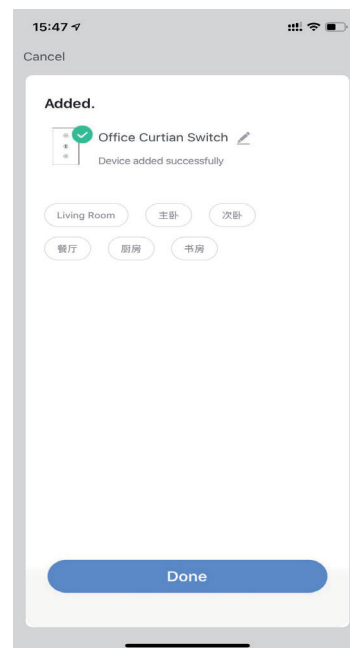 15:47
Cancel
Added.
Office Curtian Switch
Device added successfully
Living Room 主卧 次卧
餐厅 厨房 书房
Done